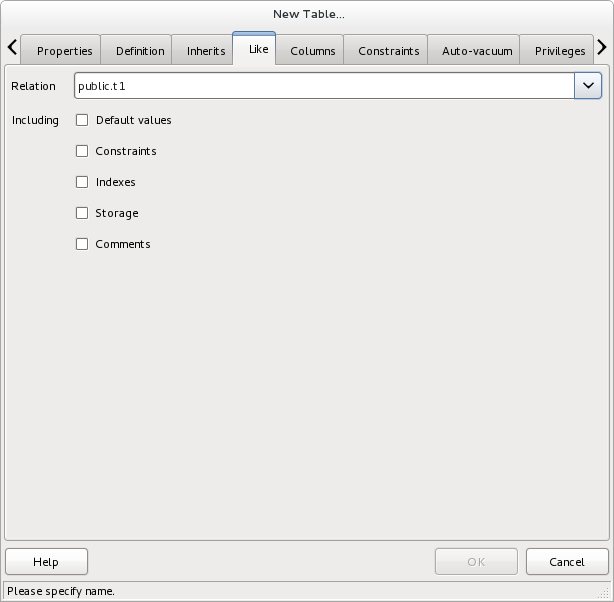 New Table...
Properties Definition Inherits Like Columns Constraints Auto-vacuum Privileges
Relation public.t1
Including Default values
Constraints
Indexes
Storage
Comments
Help OK Cancel
Please specify name.